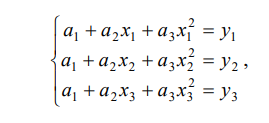 a₁ + a₂x₁ + a₃x₁² = y₁
a₁ + a₂x₂ + a₃x₂² = y₂ ,
a₁ + a₂x₃ + a₃x₃² = y₃